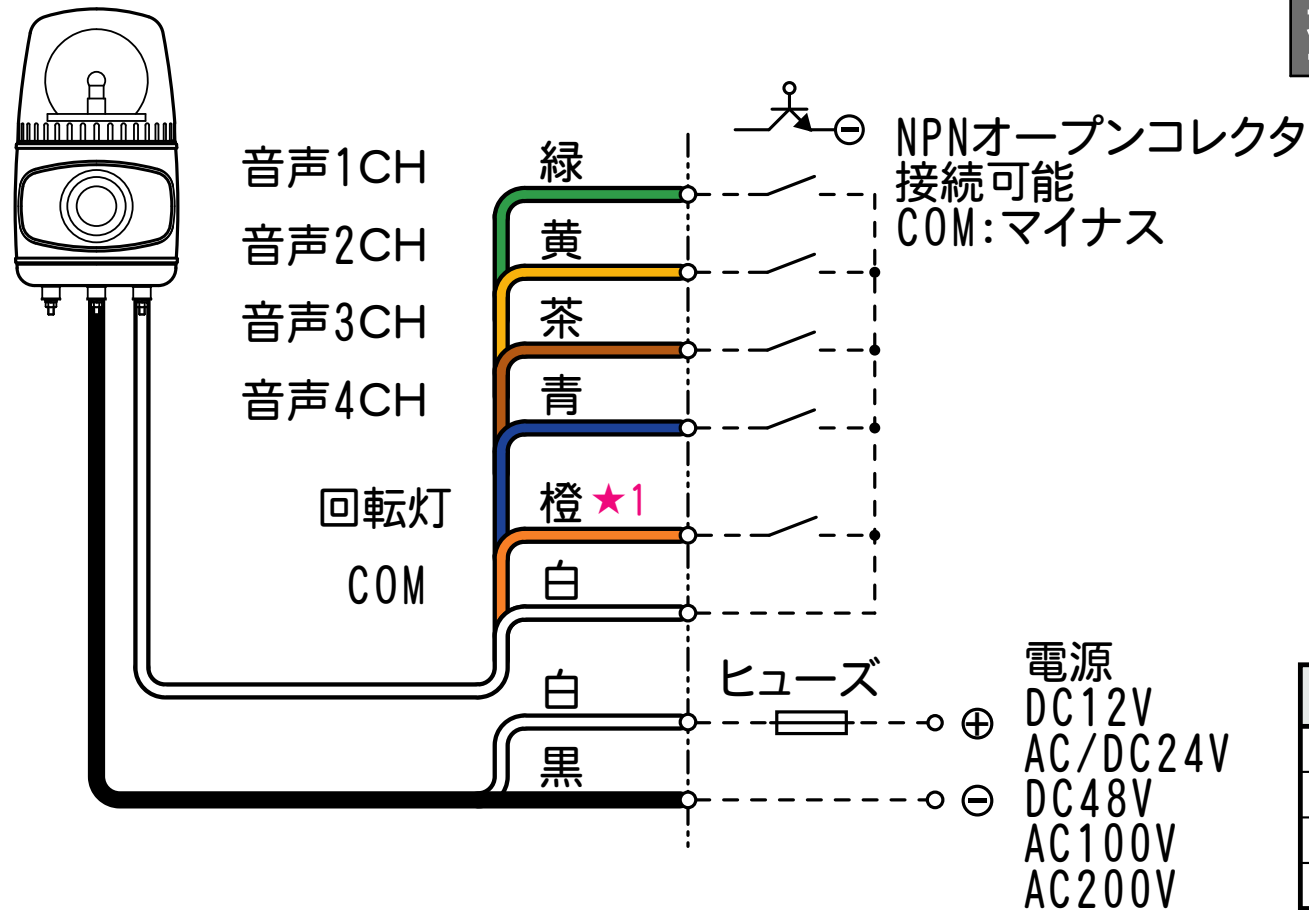 NPNオープンコレクタ
接続可能
COM:マイナス
音声1CH 緑
音声2CH 黄
音声3CH 茶
音声4CH 青
回転灯 橙 ★1
COM 白
白 ヒューズ ⊕
黒 ⊖
電源
DC12V
AC/DC24V
DC48V
AC100V
AC200V